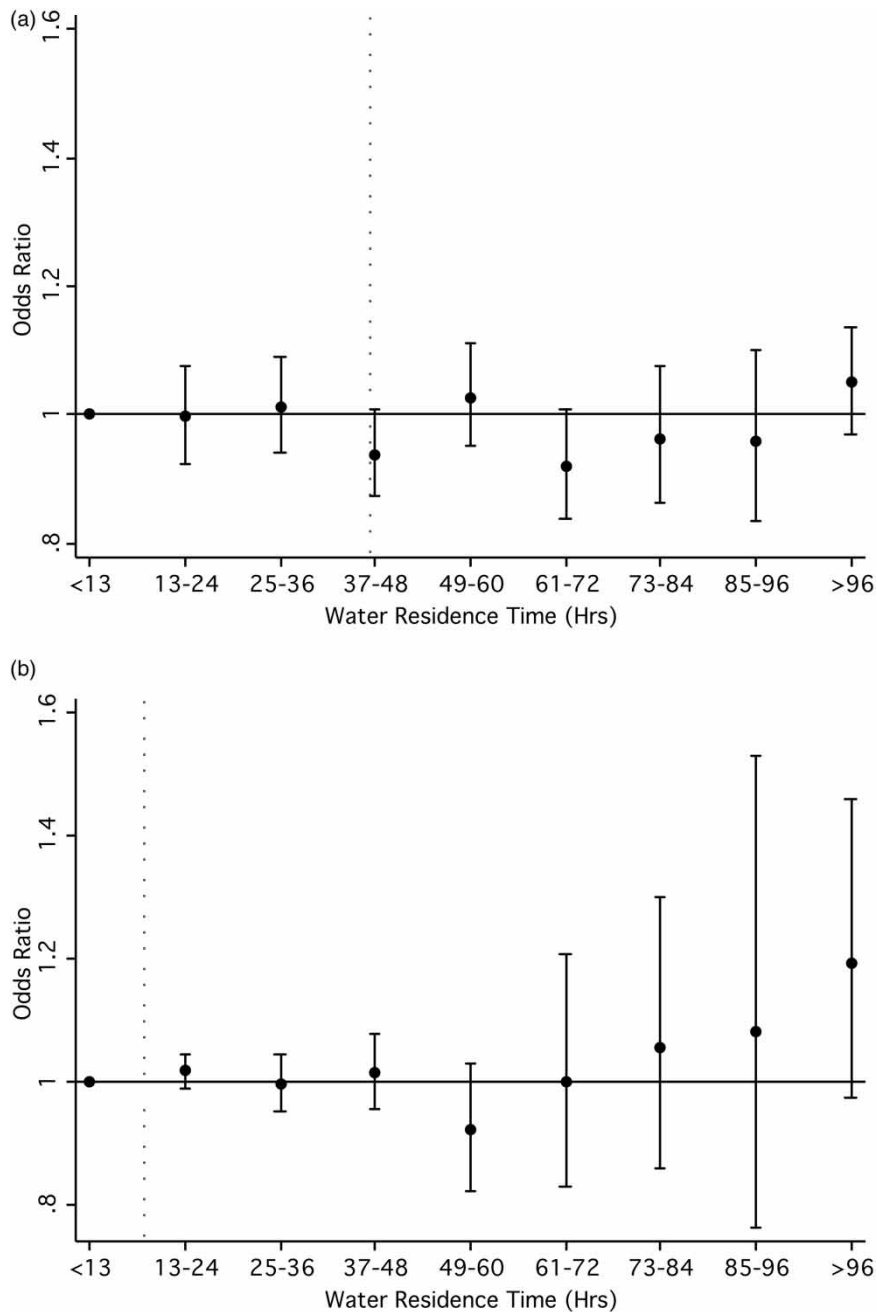 (a)
1.6
1.4
1.2
1
.8
Odds Ratio
<13 13-24 25-36 37-48 49-60 61-72 73-84 85-96 >96
Water Residence Time (Hrs)
(b)
1.6
1.4
1.2
1
.8
Odds Ratio
<13 13-24 25-36 37-48 49-60 61-72 73-84 85-96 >96
Water Residence Time (Hrs)